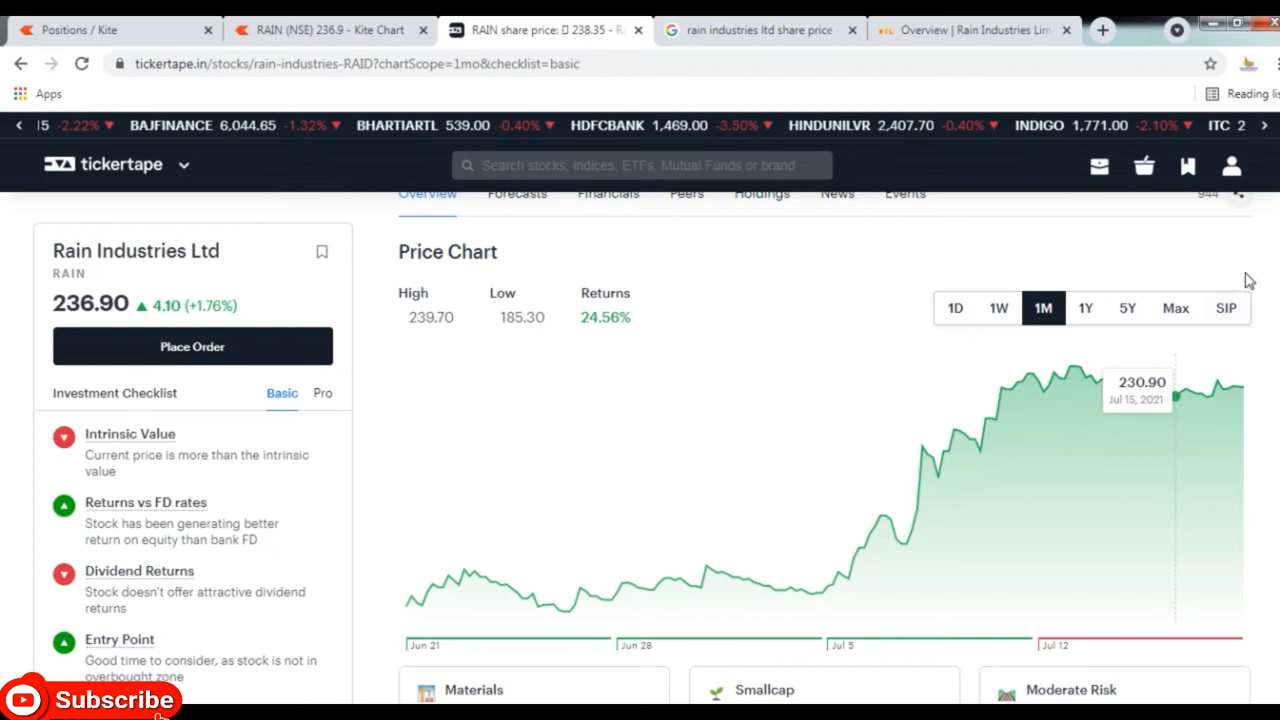 Positions / Kite
RAIN (NSE) 236.9 - Kite Chart
RAIN share price: ▯ 238.35 - R
rain industries ltd share price -
Overview | Rain Industries Lim
tickertape.in/stocks/rain-industries-RAID?chartScope=1mo&checklist=basic
Apps
Reading lis
15 -2.22% BAJFINANCE 6,044.65 -1.32% BHARTIARTL 539.00 -0.40% HDFCBANK 1,469.00 -3.50% HINDUNILVR 2,407.70 -0.40% INDIGO 1,771.00 -2.10% ITC 2
tickertape
Search stocks, indices, ETFs, Mutual Funds or brand
Overview Forecasts Financials Peers Holdings News Events 944
Rain Industries Ltd
RAIN
236.90 4.10 (+1.76%)
Place Order
Investment Checklist Basic Pro
Intrinsic Value
Current price is more than the intrinsic
value
Returns vs FD rates
Stock has been generating better
return on equity than bank FD
Dividend Returns
Stock doesn't offer attractive dividend
returns
Entry Point
Good time to consider, as stock is not in
overbought zone
Price Chart
High Low Returns
239.70 185.30 24.56%
1D 1W 1M 1Y 5Y Max SIP
230.90
Jul 15, 2021
Jun 21 Jun 28 Jul 5 Jul 12
Materials
Smallcap
Moderate Risk
Subscribe